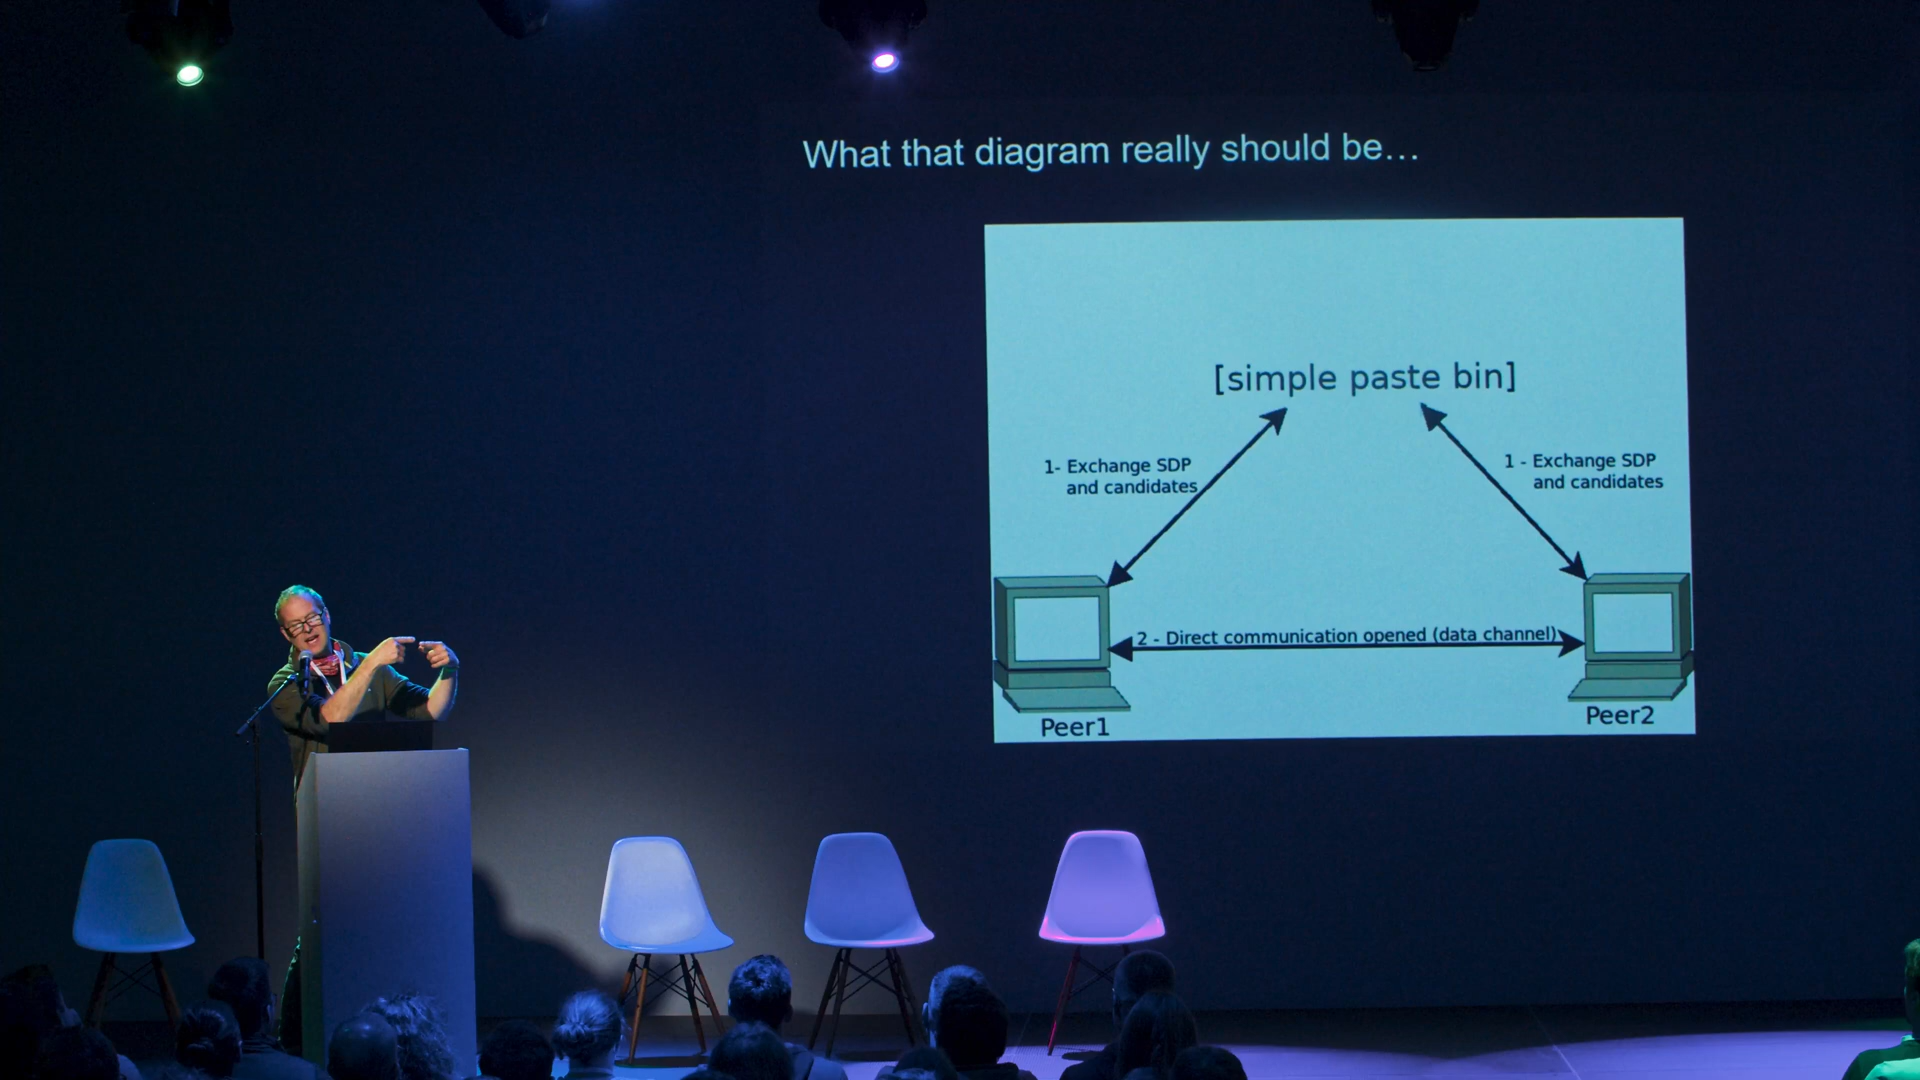 What that diagram really should be…
[simple paste bin]
1- Exchange SDP
and candidates
1 - Exchange SDP
and candidates
2 - Direct communication opened (data channel)
Peer1
Peer2